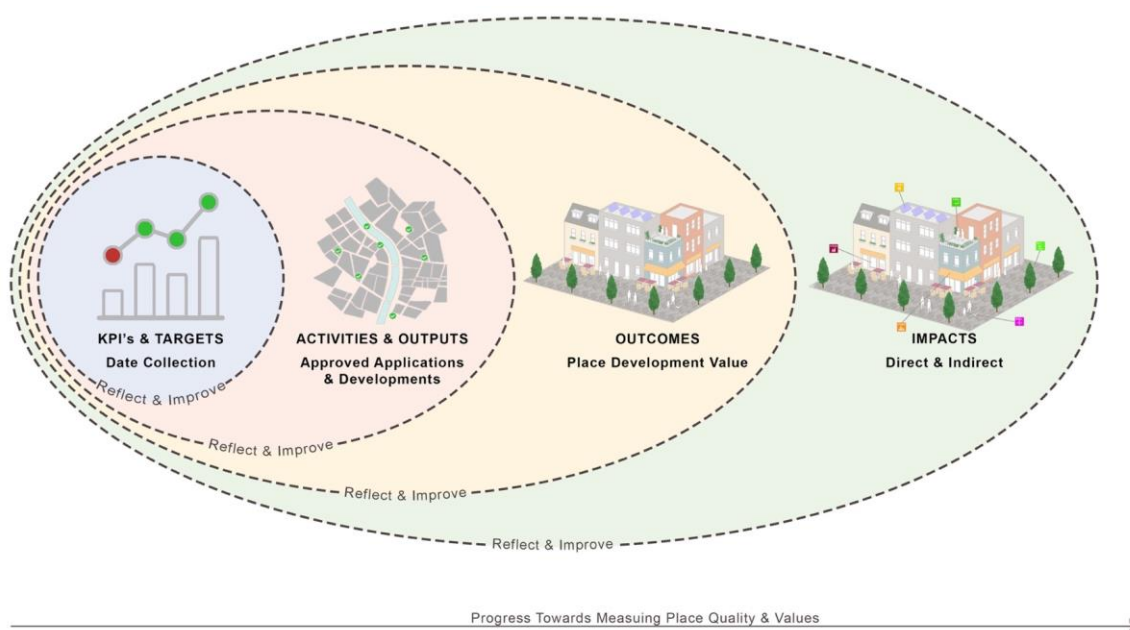 KPI's & TARGETS
Date Collection
Reflect & Improve
ACTIVITIES & OUTPUTS
Approved Applications
& Developments
Reflect & Improve
OUTCOMES
Place Development Value
Reflect & Improve
IMPACTS
Direct & Indirect
Reflect & Improve
Progress Towards Measuring Place Quality & Values